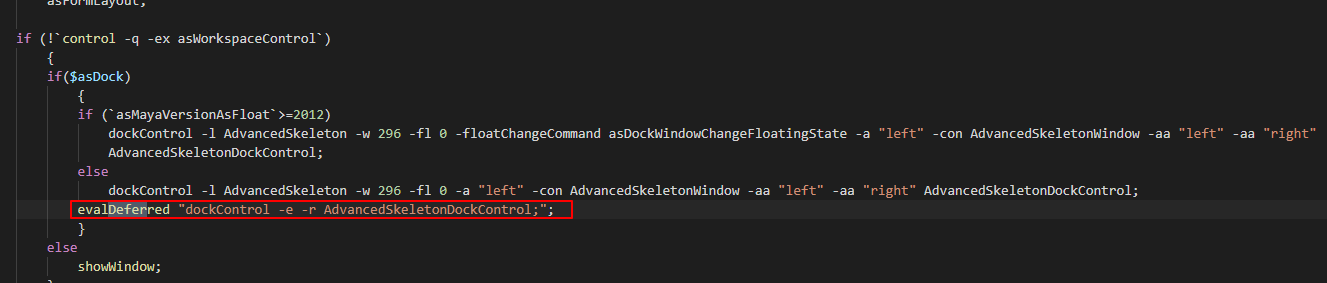 asFormLayout;
if (!`control -q -ex asWorkspaceControl`)
{
if($asDock)
{
if (`asMayaVersionAsFloat`>=2012)
dockControl -l AdvancedSkeleton -w 296 -fl 0 -floatChangeCommand asDockWindowChangeFloatingState -a "left" -con AdvancedSkeletonWindow -aa "left" -aa "right"
AdvancedSkeletonDockControl;
else
dockControl -l AdvancedSkeleton -w 296 -fl 0 -a "left" -con AdvancedSkeletonWindow -aa "left" -aa "right" AdvancedSkeletonDockControl;
evalDeferred "dockControl -e -r AdvancedSkeletonDockControl;";
}
else
showWindow;